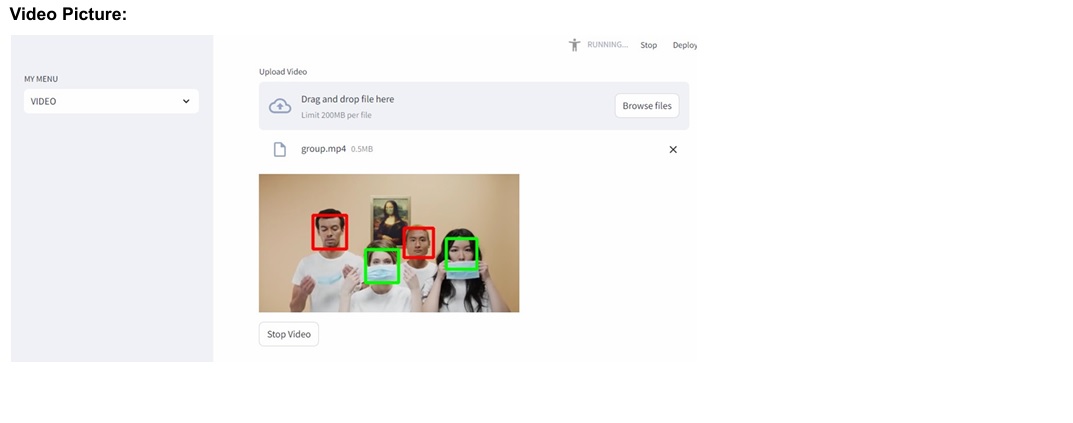 Video Picture:
RUNNING...
Stop
Deploy
Upload Video
MY MENU
VIDEO
Drag and drop file here
Limit 200MB per file
Browse files
group.mp4 0.5MB
Stop Video